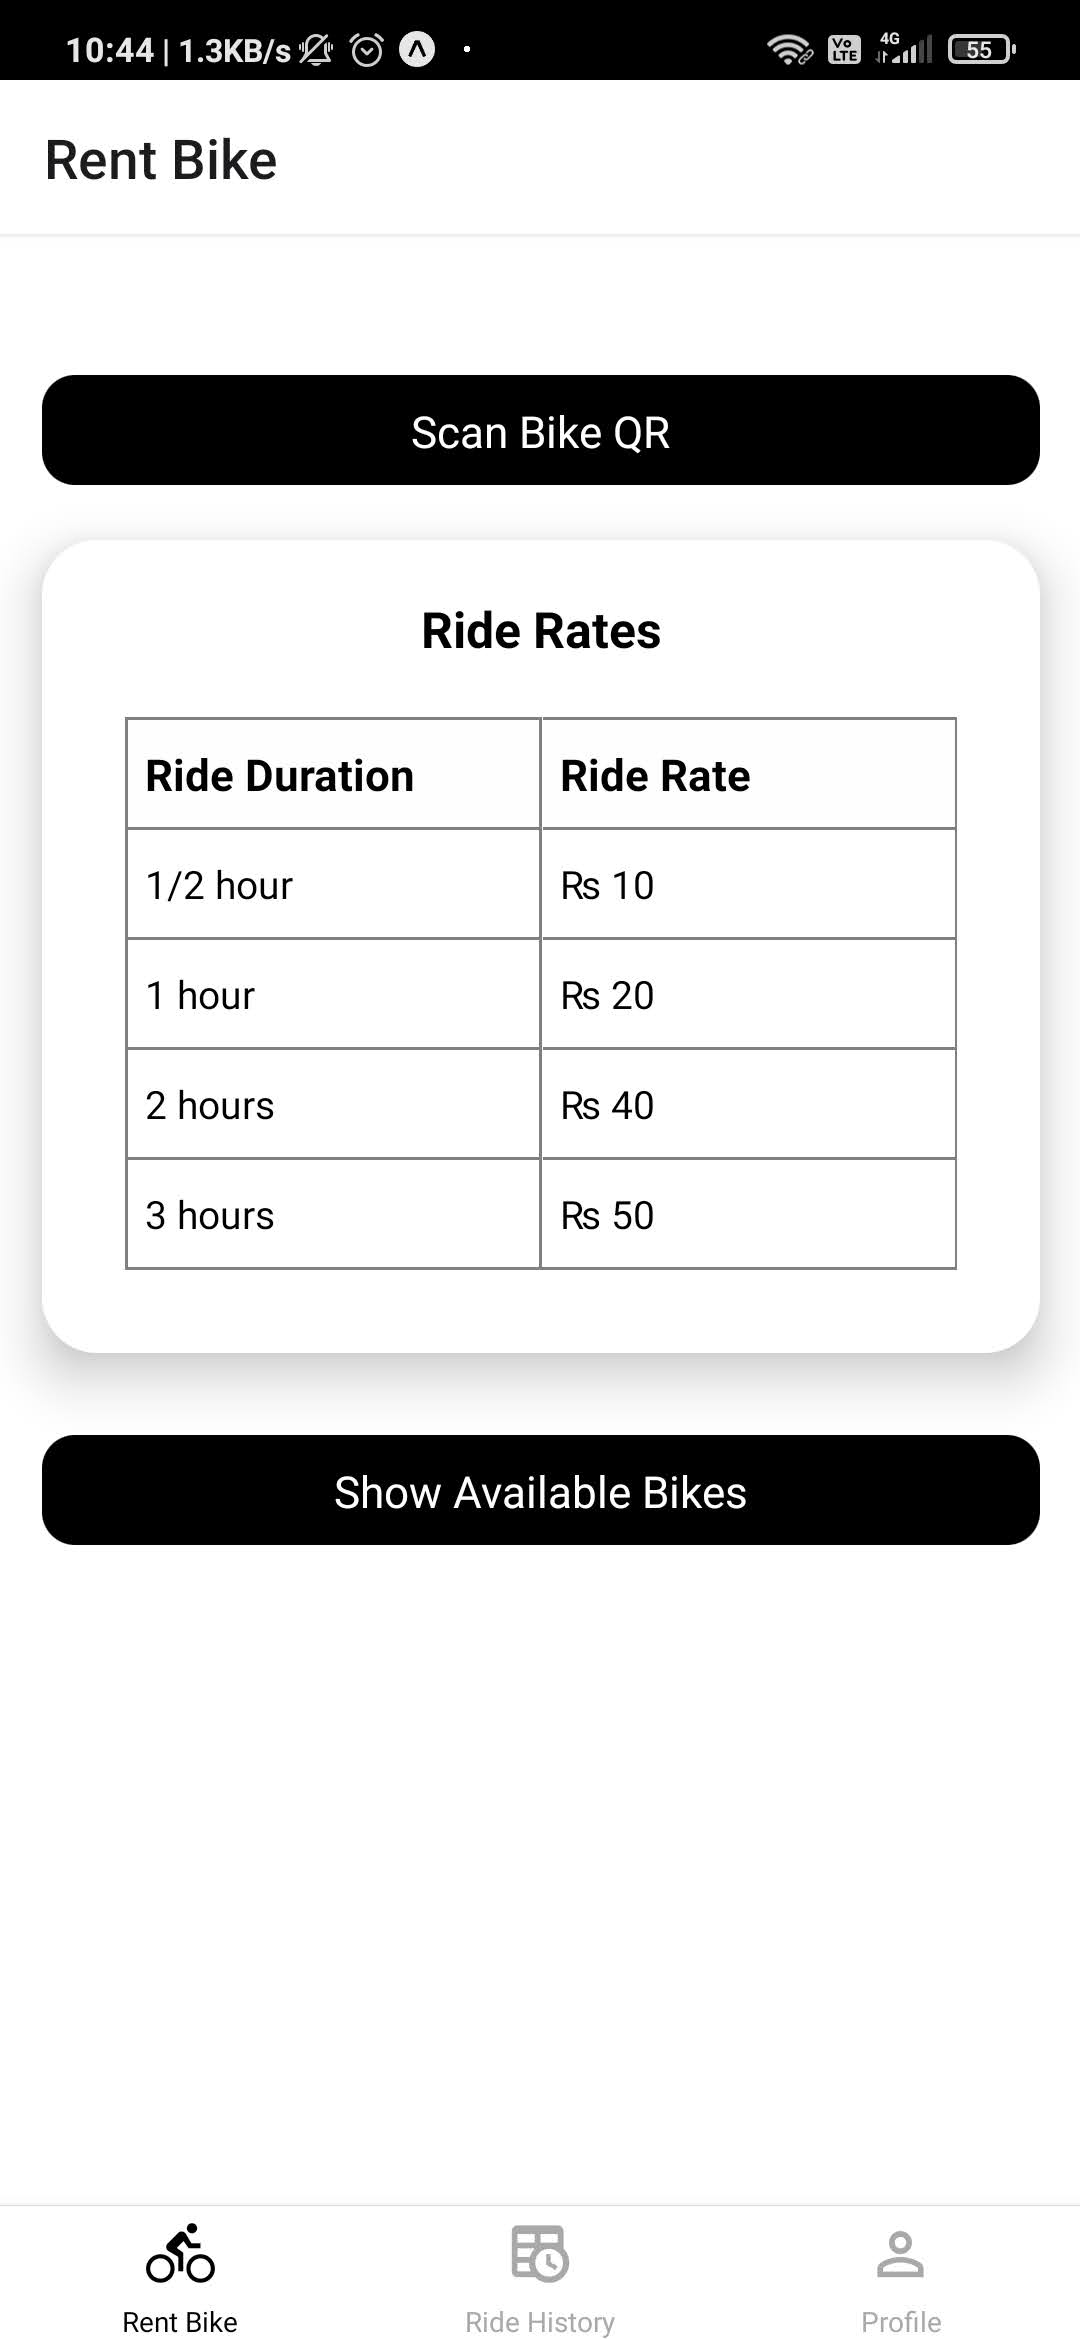 10:44 | 1.3KB/s
Vo LTE 4G 55
Rent Bike
Scan Bike QR
Ride Rates
Ride Duration Ride Rate
1/2 hour ₨ 10
1 hour ₨ 20
2 hours ₨ 40
3 hours ₨ 50
Show Available Bikes
Rent Bike Ride History Profile